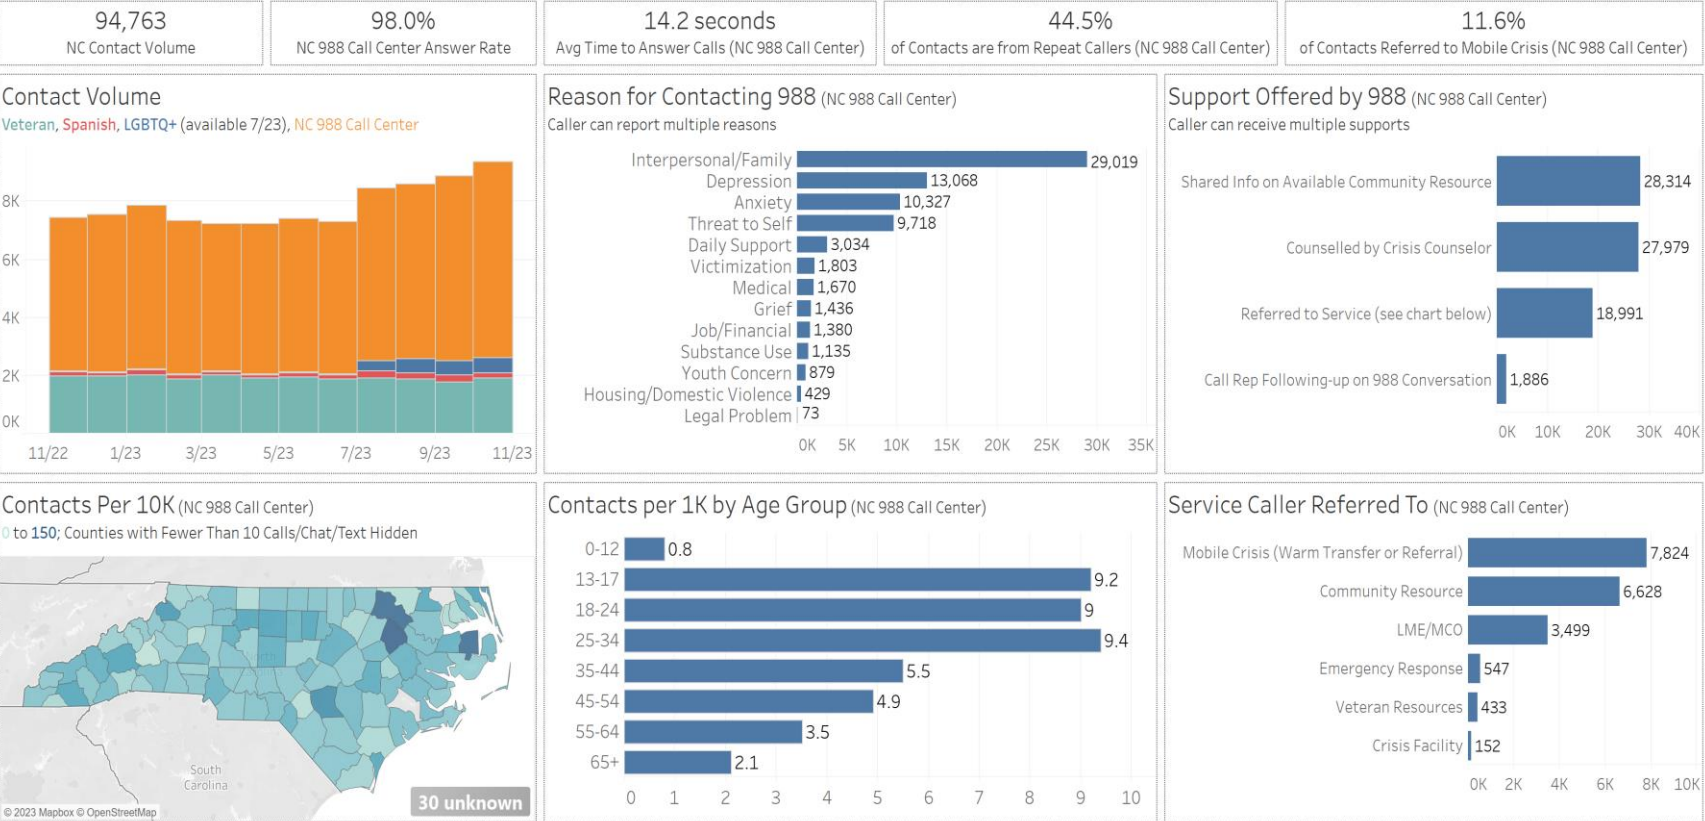 94,763
NC Contact Volume
98.0%
NC 988 Call Center Answer Rate
14.2 seconds
Avg Time to Answer Calls (NC 988 Call Center)
44.5%
of Contacts are from Repeat Callers (NC 988 Call Center)
11.6%
of Contacts Referred to Mobile Crisis (NC 988 Call Center)
Contact Volume
Veteran, Spanish, LGBTQ+ (available 7/23), NC 988 Call Center
8K
6K
4K
2K
0K
11/22 1/23 3/23 5/23 7/23 9/23 11/23
Reason for Contacting 988 (NC 988 Call Center)
Caller can report multiple reasons
Interpersonal/Family 29,019
Depression 13,068
Anxiety 10,327
Threat to Self 9,718
Daily Support 3,034
Victimization 1,803
Medical 1,670
Grief 1,436
Job/Financial 1,380
Substance Use 1,135
Youth Concern 879
Housing/Domestic Violence 429
Legal Problem 73
0K 5K 10K 15K 20K 25K 30K 35K
Support Offered by 988 (NC 988 Call Center)
Caller can receive multiple supports
Shared Info on Available Community Resource 28,314
Counselled by Crisis Counselor 27,979
Referred to Service (see chart below) 18,991
Call Rep Following-up on 988 Conversation 1,886
0K 10K 20K 30K 40K
Contacts Per 10K (NC 988 Call Center)
0 to 150; Counties with Fewer Than 10 Calls/Chat/Text Hidden
South
Carolina
30 unknown
© 2023 Mapbox © OpenStreetMap
Contacts per 1K by Age Group (NC 988 Call Center)
0-12 0.8
13-17 9.2
18-24 9
25-34 9.4
35-44 5.5
45-54 4.9
55-64 3.5
65+ 2.1
0 1 2 3 4 5 6 7 8 9 10
Service Caller Referred To (NC 988 Call Center)
Mobile Crisis (Warm Transfer or Referral) 7,824
Community Resource 6,628
LME/MCO 3,499
Emergency Response 547
Veteran Resources 433
Crisis Facility 152
0K 2K 4K 6K 8K 10K